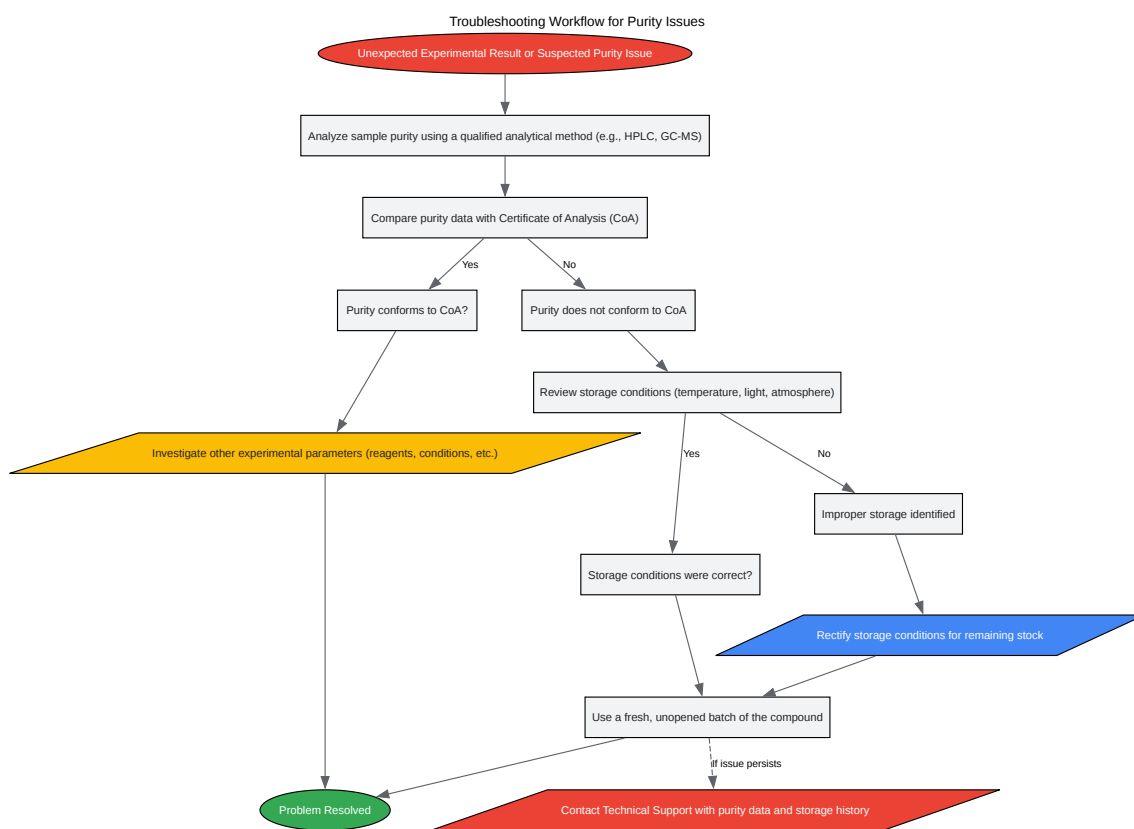 Troubleshooting Workflow for Purity Issues
Unexpected Experimental Result or Suspected Purity Issue
Analyze sample purity using a qualified analytical method (e.g., HPLC, GC-MS)
Compare purity data with Certificate of Analysis (CoA)
Yes
No
Purity conforms to CoA?
Purity does not conform to CoA
Review storage conditions (temperature, light, atmosphere)
Investigate other experimental parameters (reagents, conditions, etc.)
Yes
No
Improper storage identified
Storage conditions were correct?
Rectify storage conditions for remaining stock
Use a fresh, unopened batch of the compound
If issue persists
Problem Resolved
Contact Technical Support with purity data and storage history